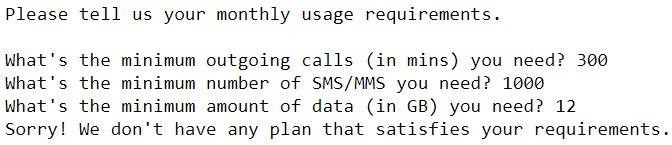 Please tell us your monthly usage requirements.
What's the minimum outgoing calls (in mins) you need? 300
What's the minimum number of SMS/MMS you need? 1000
What's the minimum amount of data (in GB) you need? 12
Sorry! We don't have any plan that satisfies your requirements.